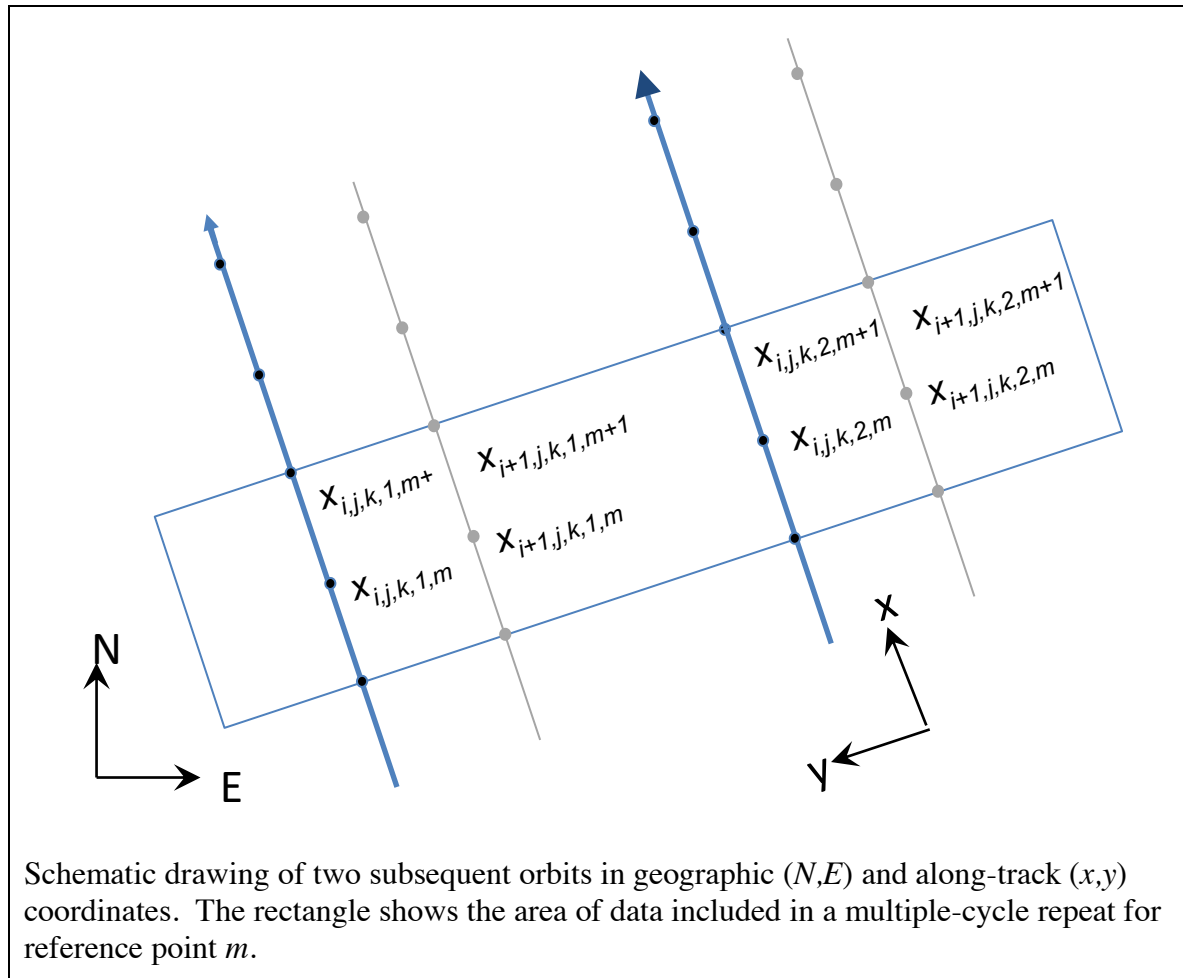 x_{i+1,j,k,2,m+1}
x_{i,j,k,2,m+1}
x_{i+1,j,k,2,m}
x_{i,j,k,2,m}
x_{i+1,j,k,1,m+1}
x_{i,j,k,1,m+}
x_{i+1,j,k,1,m}
x_{i,j,k,1,m}
x
N
y
E
Schematic drawing of two subsequent orbits in geographic (N,E) and along-track (x,y)
coordinates. The rectangle shows the area of data included in a multiple-cycle repeat for
reference point m.